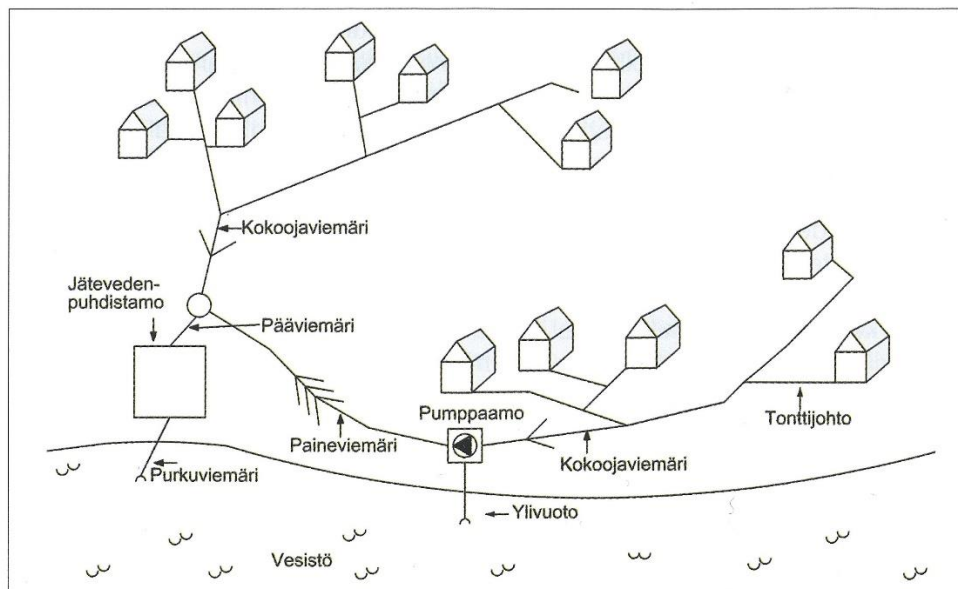 Kokoojaviemäri
Jäteveden-
puhdistamo
Pääviemäri
Pumppaamo
Tonttijohto
Paineviemäri
Kokoojaviemäri
Purkuviemäri
Ylivuoto
Vesistö